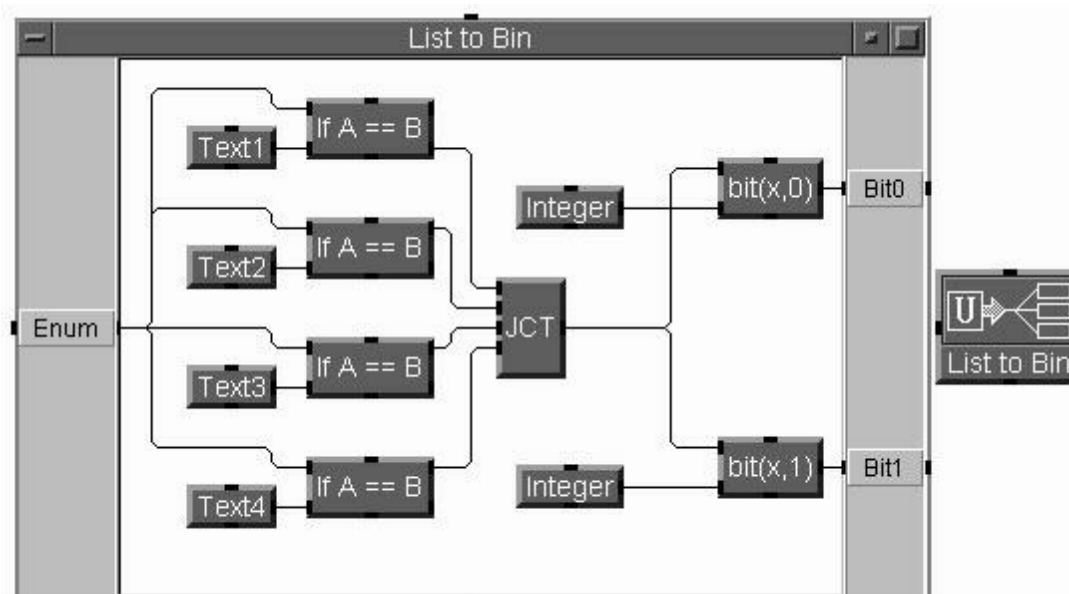 List to Bin
If A == B
Text1
bit(x,0)
Bit0
Integer
If A == B
Text2
JCT
Enum
If A == B
Text3
U
List to Bin
If A == B
Text4
bit(x,1)
Bit1
Integer